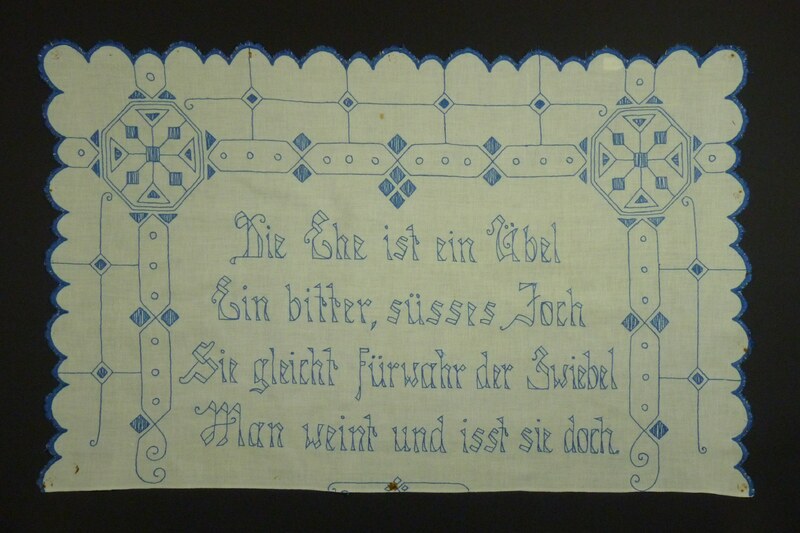 Die Ehe ist ein Übel
Ein bitter, süsses Joch
Sie gleicht fürwahr der Zwiebel
Man weint und isst sie doch.